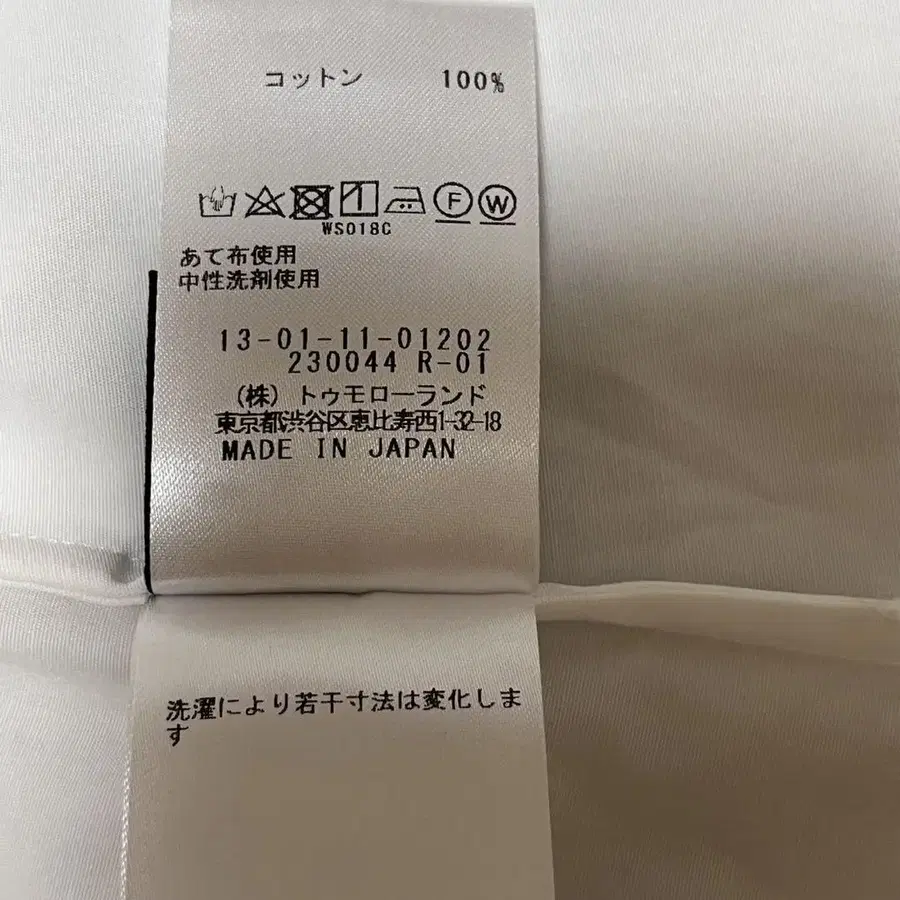 コットン 100%
F W
WS018C
あて布使用
中性洗剤使用
13-01-11-01202
230044 R-01
(株) トゥモローランド
東京都渋谷区恵比寿西1-32-18
MADE IN JAPAN
洗濯により若干寸法は変化しま
す